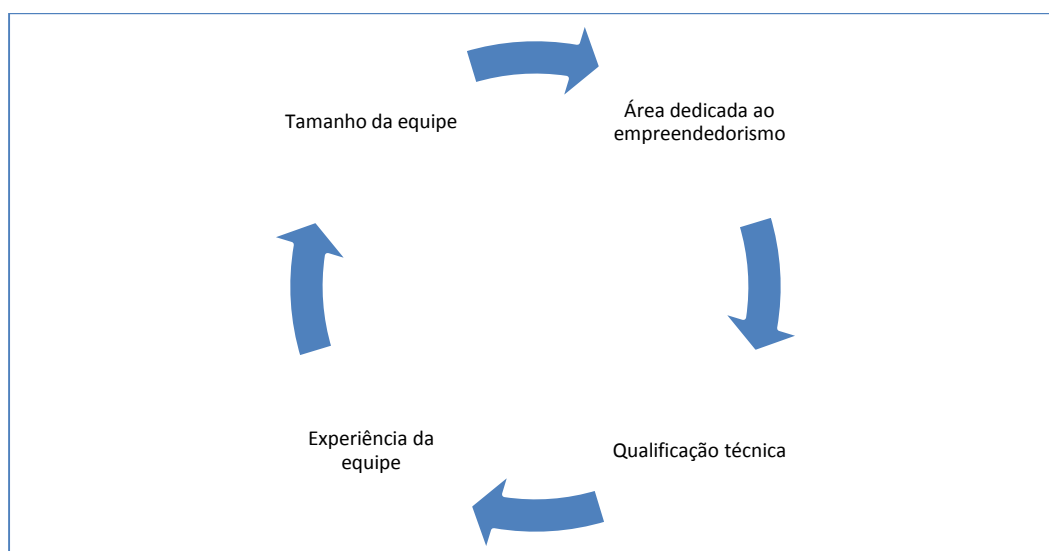 Tamanho da equipe
Área dedicada ao
empreendedorismo
Qualificação técnica
Experiência da
equipe